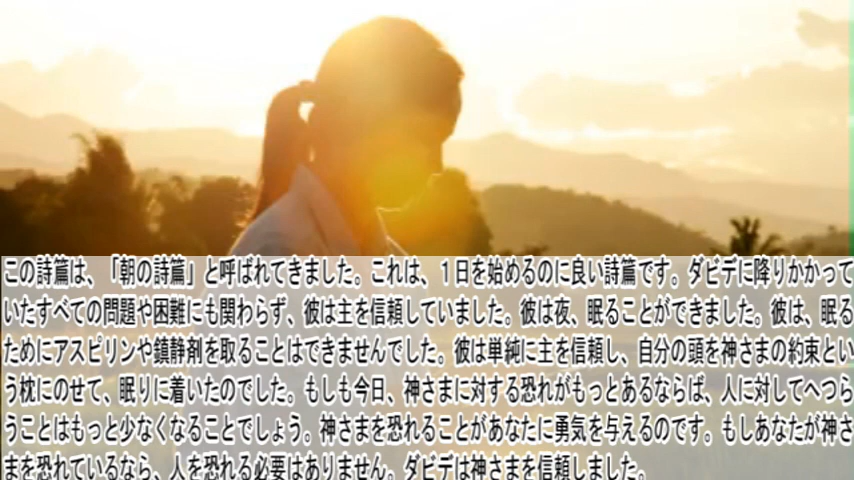 この詩篇は、「朝の詩篇」と呼ばれてきました。これは、１日を始めるのに良い詩篇です。ダビデに降りかかって
いたすべての問題や困難にも関わらず、彼は主を信頼していました。彼は夜、眠ることができました。彼は、眠る
ためにアスピリンや鎮静剤を取ることはできませんでした。彼は単純に主を信頼し、自分の頭を神さまの約束とい
う枕にのせて、眠りに着いたのでした。もしも今日、神さまに対する恐れがもっとあるならば、人に対してへつら
うことはもっと少なくなることでしょう。神さまを恐れることがあなたに勇気を与えるのです。もしあなたが神さ
まを恐れているなら、人を恐れる必要はありません。ダビデは神さまを信頼しました。